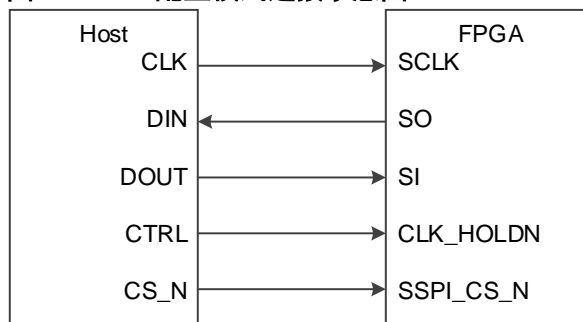 Host
FPGA
CLK
SCLK
DIN
SO
DOUT
SI
CTRL
CLK_HOLDN
CS_N
SSPI_CS_N